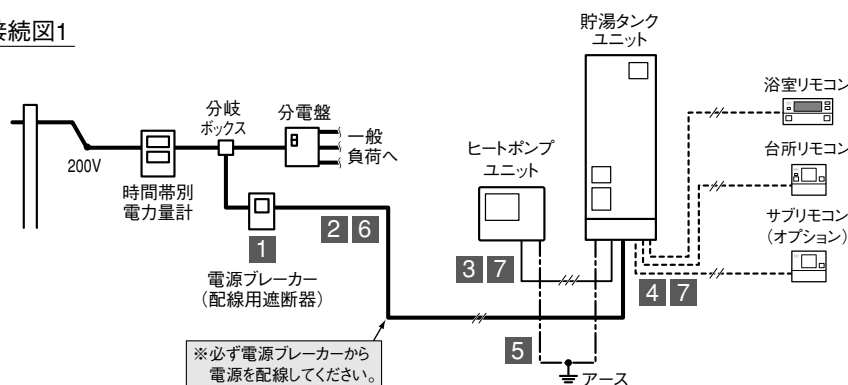 接続図1
貯湯タンク
ユニット
浴室リモコン
分岐
ボックス
分電盤
一般
負荷へ
200V
時間帯別
電力量計
ヒートポンプ
ユニット
台所リモコン
サブリモコン
（オプション）
1
2 6
3 7
4 7
電源ブレーカー
（配線用遮断器）
※必ず電源ブレーカーから
電源を配線してください。
5
アース